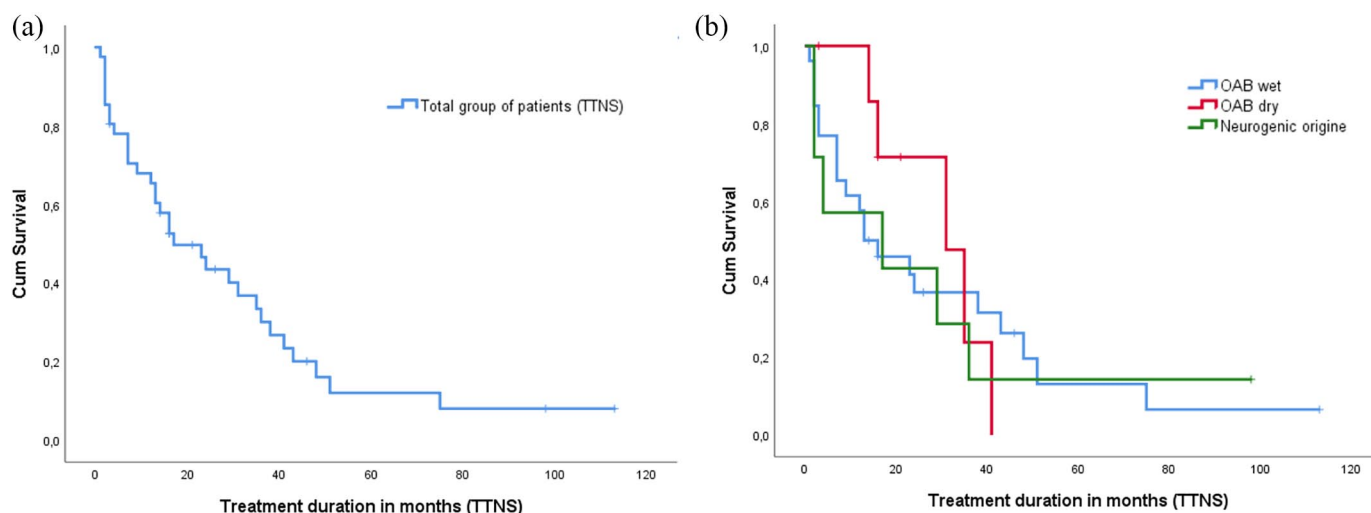 (a)
Cum Survival
1,0
0,8
0,6
0,4
0,2
0,0
Total group of patients (TTNS)
0 20 40 60 80 100 120
Treatment duration in months (TTNS)
(b)
Cum Survival
1,0
0,8
0,6
0,4
0,2
0,0
OAB wet
OAB dry
Neurogenic origine
0 20 40 60 80 100 120
Treatment duration in months (TTNS)